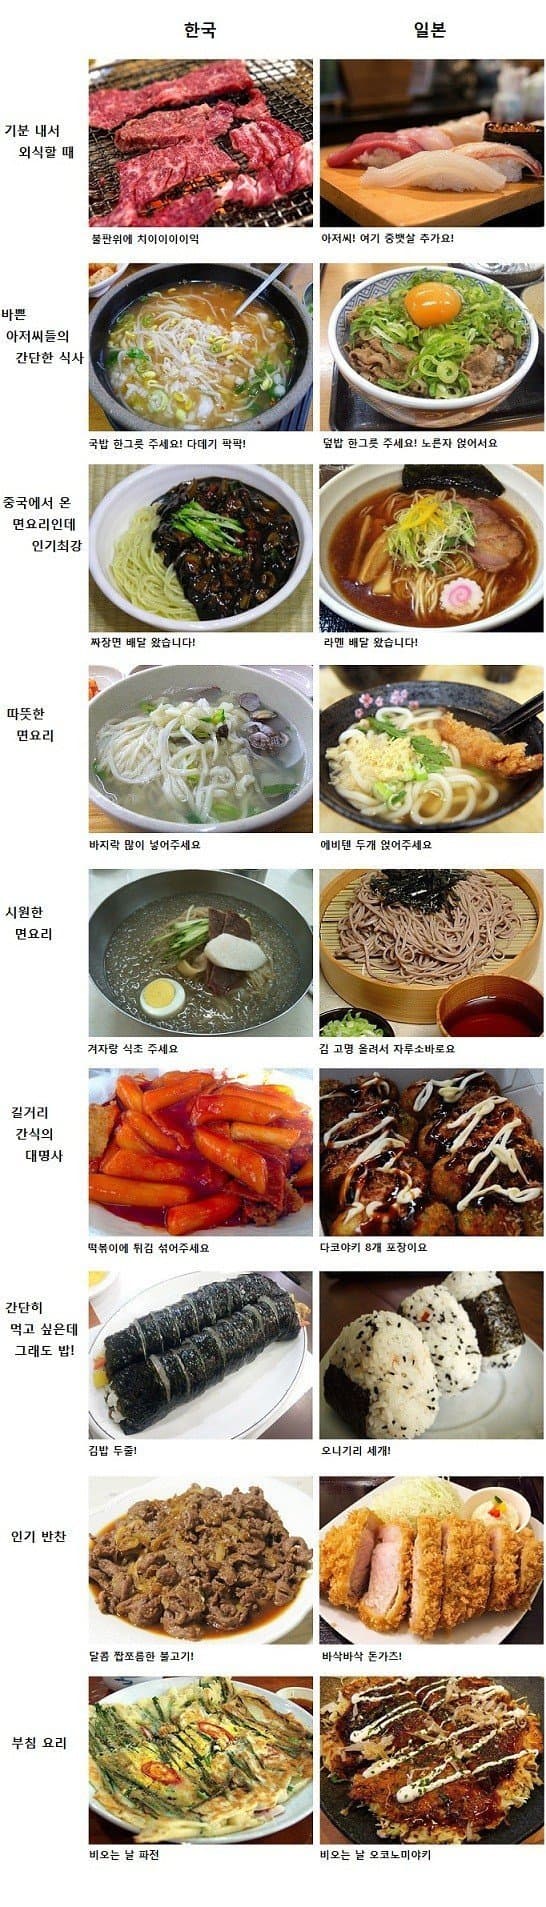 한국
일본
기분 내서
외식할 때
불판위에 치이이이이익
아저씨! 여기 중뱃살 주가요!
바쁜
아저씨들의
간단한 식사
국밥 한그릇 주세요! 다데기 팍팍!
덮밥 한그릇 주세요! 노른자 얹어서요
중국에서 온
면요리인데
인기최강
짜장면 배달 왔습니다!
라멘 배달 왔습니다!
따뜻한
면요리
바지락 많이 넣어주세요
에비텐 두개 얹어주세요
시원한
면요리
겨자랑 식초 주세요
김 고명 올려서 자루소바로요
길거리
간식의
대명사
떡볶이에 튀김 섞어주세요
다코야키 8개 포장이요
간단히
먹고 싶은데
그래도 밥!
김밥 두줄!
오니기리 세개!
인기 반찬
달콤 짭쪼름한 불고기!
바삭바삭 돈가츠!
부침 요리
비오는 날 파전
비오는 날 오코노미야키